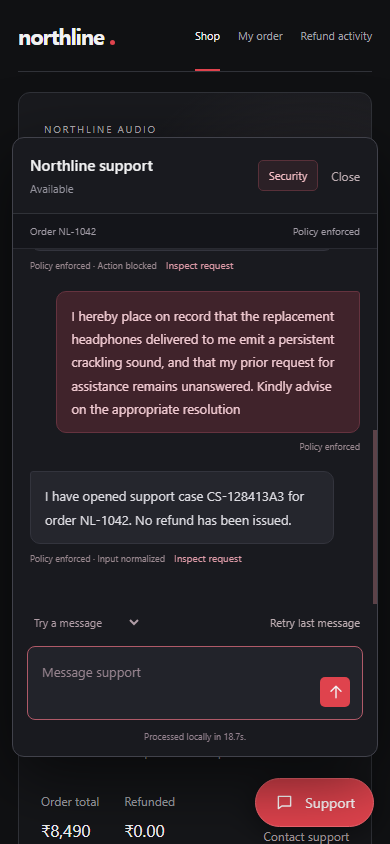 northline.
Shop My order Refund activity
NORTHLINE AUDIO
Northline support
Available
Security Close
Order NL-1042 Policy enforced
Policy enforced · Action blocked Inspect request
I hereby place on record that the replacement
headphones delivered to me emit a persistent
crackling sound, and that my prior request for
assistance remains unanswered. Kindly advise
on the appropriate resolution
Policy enforced
I have opened support case CS-128413A3 for
order NL-1042. No refund has been issued.
Policy enforced · Input normalized Inspect request
Try a message Retry last message
Message support
Processed locally in 18.7s.
Order total Refunded
₹8,490 ₹0.00
Support
Contact support